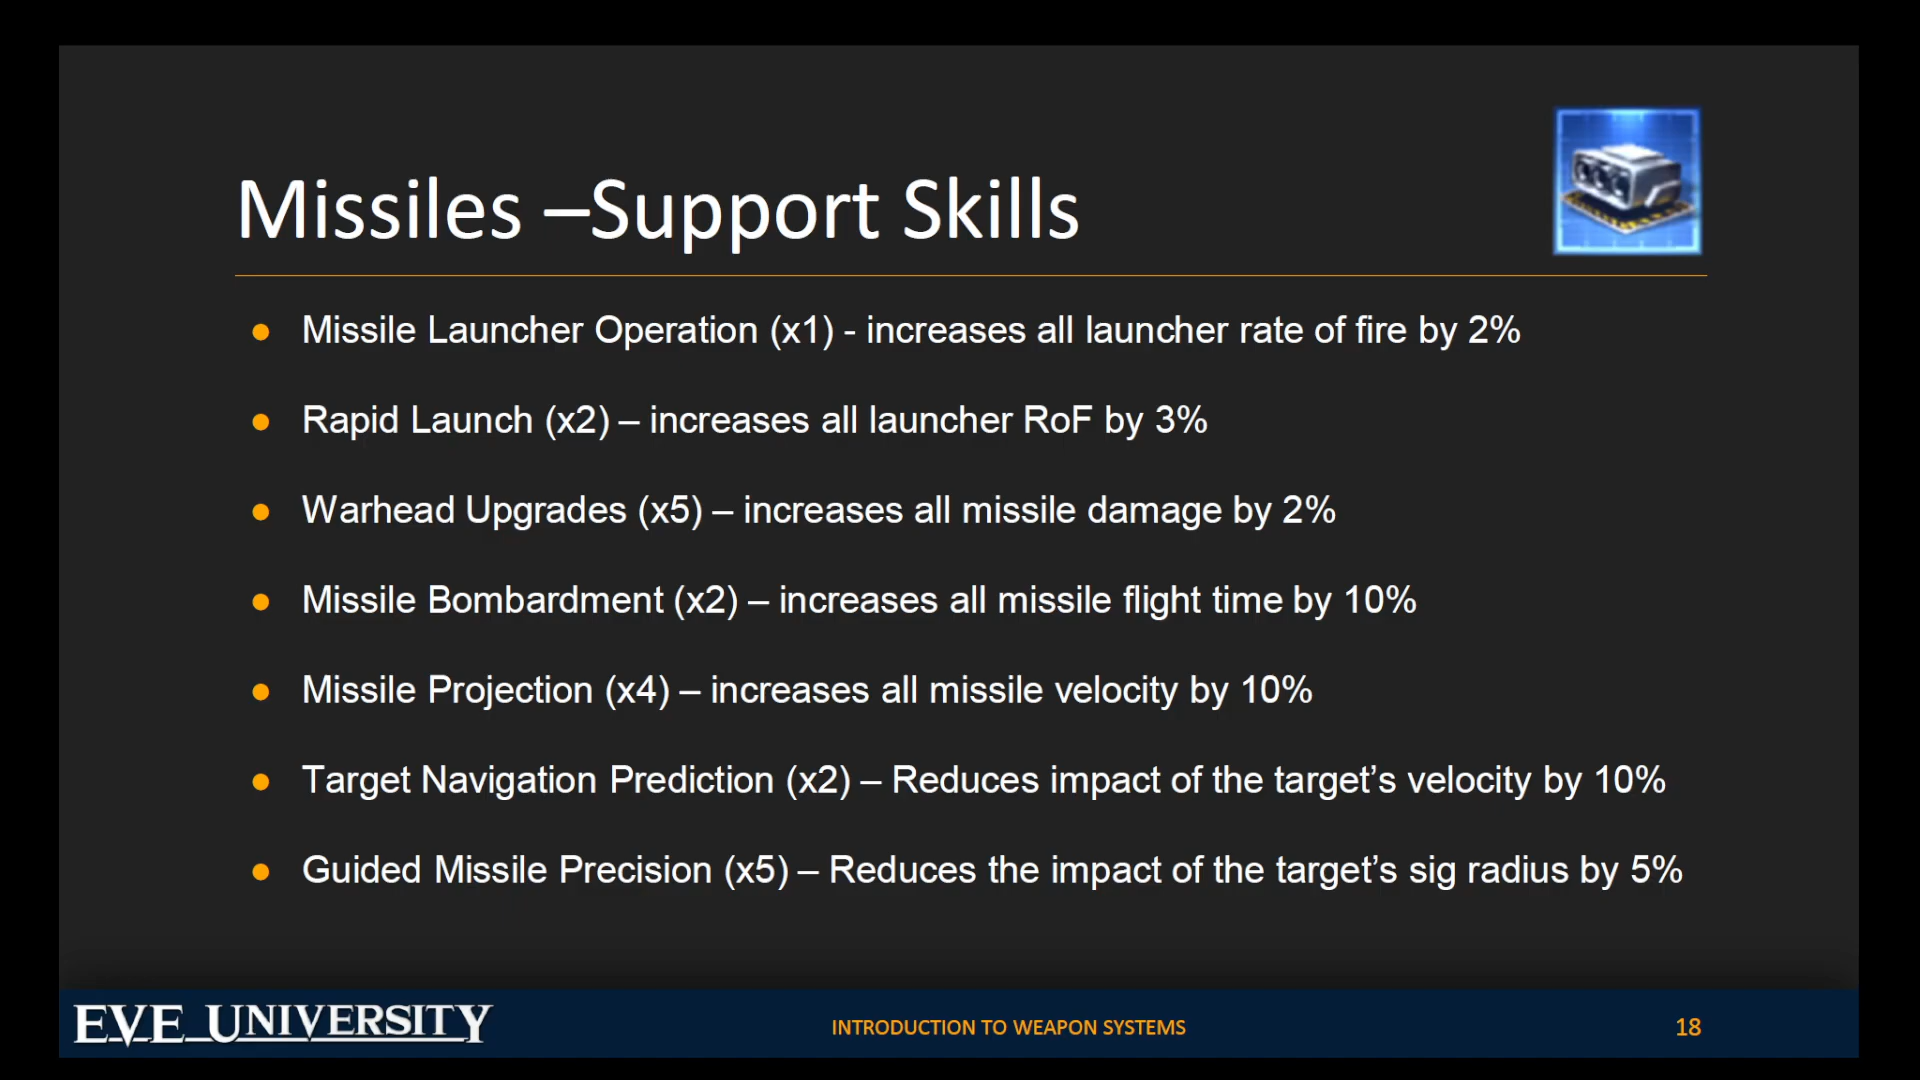 Missiles –Support Skills
● Missile Launcher Operation (x1) - increases all launcher rate of fire by 2%
● Rapid Launch (x2) – increases all launcher RoF by 3%
● Warhead Upgrades (x5) – increases all missile damage by 2%
● Missile Bombardment (x2) – increases all missile flight time by 10%
● Missile Projection (x4) – increases all missile velocity by 10%
● Target Navigation Prediction (x2) – Reduces impact of the target’s velocity by 10%
● Guided Missile Precision (x5) – Reduces the impact of the target’s sig radius by 5%
EVE UNIVERSITY
INTRODUCTION TO WEAPON SYSTEMS
18